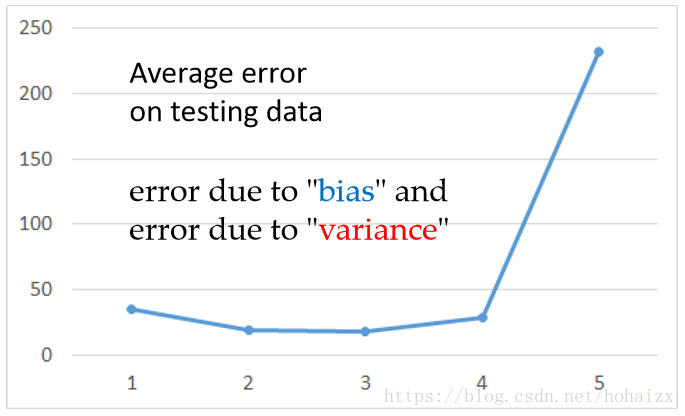 250
Average error
200
on testing data
150
error due to "bias" and
100
error due to "variance"
50
0
1 2 3 4 5
https://blog.csdn.net/hohaizx